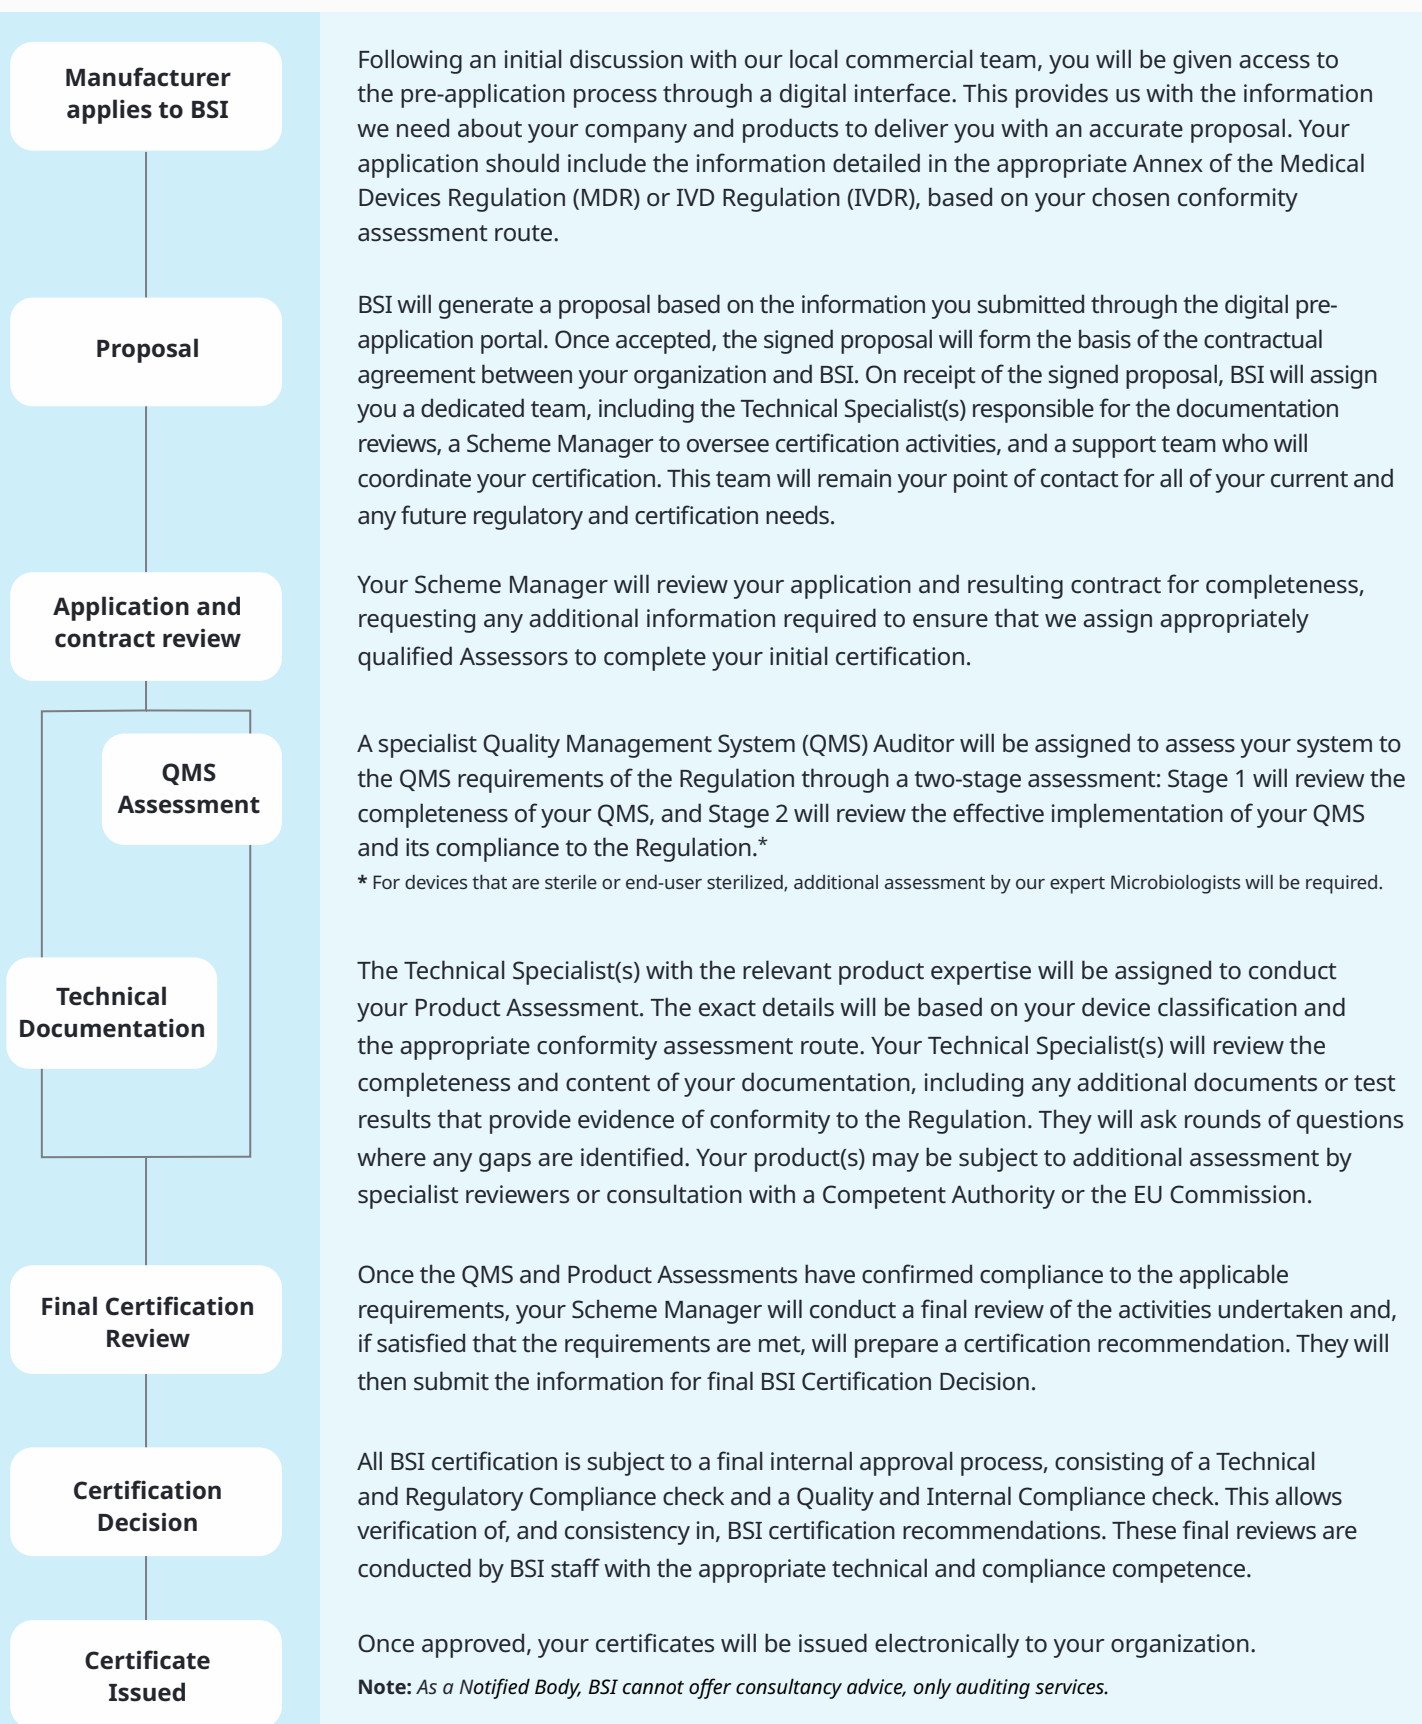 Manufacturer
applies to BSI
Following an initial discussion with our local commercial team, you will be given access to
the pre-application process through a digital interface. This provides us with the information
we need about your company and products to deliver you with an accurate proposal. Your
application should include the information detailed in the appropriate Annex of the Medical
Devices Regulation (MDR) or IVD Regulation (IVDR), based on your chosen conformity
assessment route.
Proposal
BSI will generate a proposal based on the information you submitted through the digital pre-
application portal. Once accepted, the signed proposal will form the basis of the contractual
agreement between your organization and BSI. On receipt of the signed proposal, BSI will assign
you a dedicated team, including the Technical Specialist(s) responsible for the documentation
reviews, a Scheme Manager to oversee certification activities, and a support team who will
coordinate your certification. This team will remain your point of contact for all of your current and
any future regulatory and certification needs.
Application and
contract review
Your Scheme Manager will review your application and resulting contract for completeness,
requesting any additional information required to ensure that we assign appropriately
qualified Assessors to complete your initial certification.
QMS
Assessment
A specialist Quality Management System (QMS) Auditor will be assigned to assess your system to
the QMS requirements of the Regulation through a two-stage assessment: Stage 1 will review the
completeness of your QMS, and Stage 2 will review the effective implementation of your QMS
and its compliance to the Regulation.*
* For devices that are sterile or end-user sterilized, additional assessment by our expert Microbiologists will be required.
Technical
Documentation
The Technical Specialist(s) with the relevant product expertise will be assigned to conduct
your Product Assessment. The exact details will be based on your device classification and
the appropriate conformity assessment route. Your Technical Specialist(s) will review the
completeness and content of your documentation, including any additional documents or test
results that provide evidence of conformity to the Regulation. They will ask rounds of questions
where any gaps are identified. Your product(s) may be subject to additional assessment by
specialist reviewers or consultation with a Competent Authority or the EU Commission.
Final Certification
Review
Once the QMS and Product Assessments have confirmed compliance to the applicable
requirements, your Scheme Manager will conduct a final review of the activities undertaken and,
if satisfied that the requirements are met, will prepare a certification recommendation. They will
then submit the information for final BSI Certification Decision.
Certification
Decision
All BSI certification is subject to a final internal approval process, consisting of a Technical
and Regulatory Compliance check and a Quality and Internal Compliance check. This allows
verification of, and consistency in, BSI certification recommendations. These final reviews are
conducted by BSI staff with the appropriate technical and compliance competence.
Certificate
Issued
Once approved, your certificates will be issued electronically to your organization.
Note: As a Notified Body, BSI cannot offer consultancy advice, only auditing services.